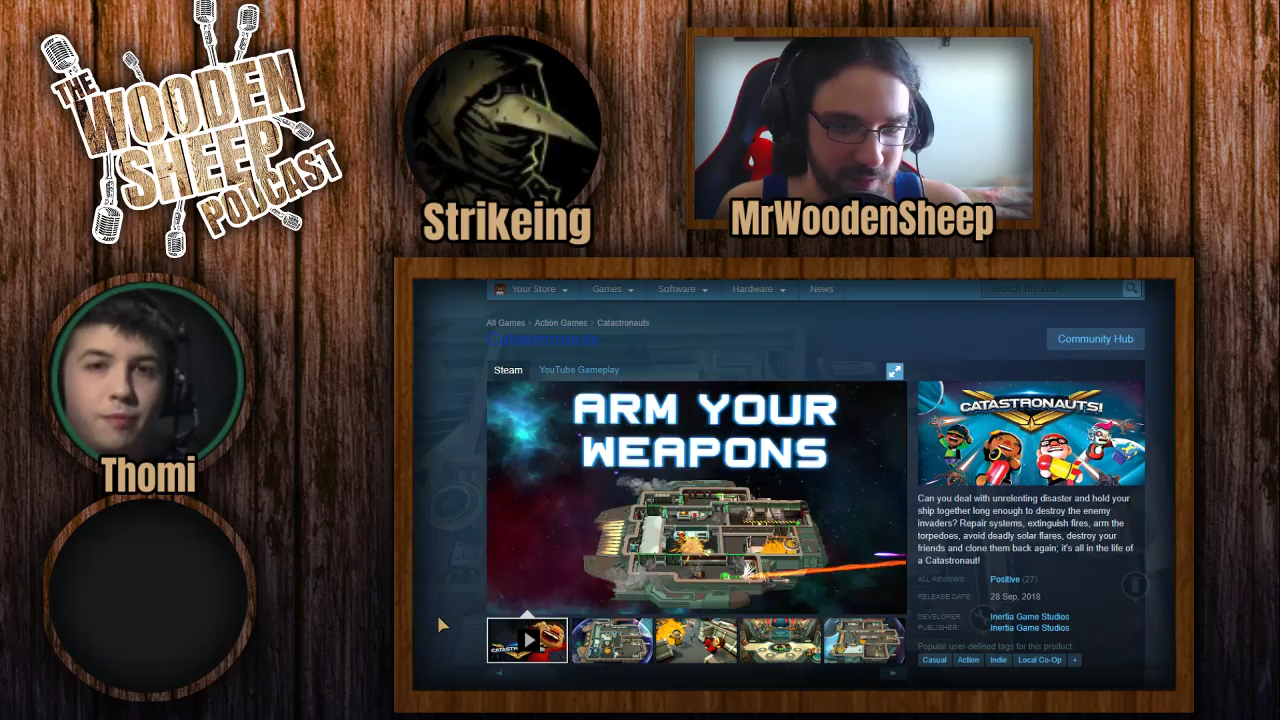 THE
WOODEN
SHEEP
PODCAST
Strikeing
MrWoodenSheep
Thomi
Your Store
Games
Software
Hardware
News
search the store
All Games > Action Games > Catastronauts
Catastronauts
Community Hub
Steam
YouTube Gameplay
ARM YOUR
WEAPONS
CATASTRONAUTS!
Can you deal with unrelenting disaster and hold your
ship together long enough to destroy the enemy
invaders? Repair systems, extinguish fires, arm the
torpedoes, avoid deadly solar flares, destroy your
friends and clone them back again; it's all in the life of
a Catastronaut!
ALL REVIEWS: Positive (27)
RELEASE DATE: 28 Sep, 2018
DEVELOPER: Inertia Game Studios
PUBLISHER: Inertia Game Studios
Popular user-defined tags for this product:
Casual Action Indie Local Co-Op +